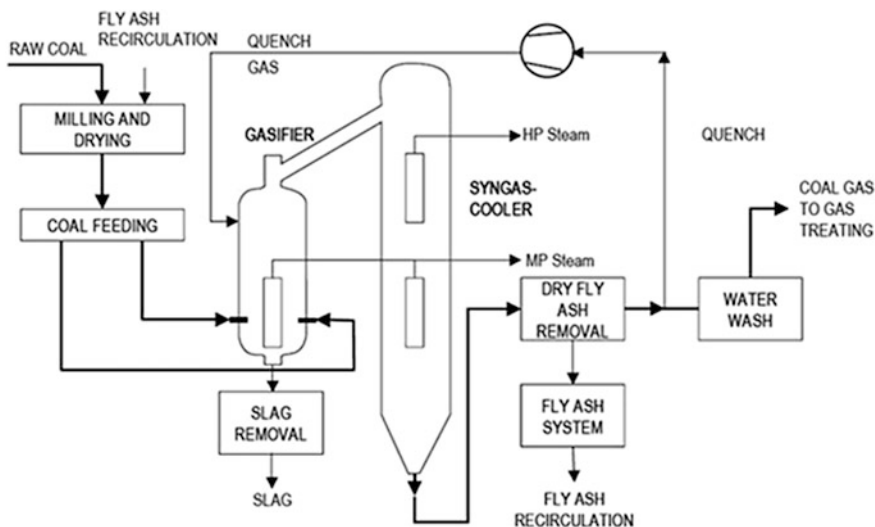 FLY ASH
RECIRCULATION
RAW COAL
QUENCH
GAS
MILLING AND
DRYING
GASIFIER
HP Steam
QUENCH
SYNGAS-
COOLER
COAL GAS
TO GAS
TREATING
COAL FEEDING
MP Steam
DRY FLY
ASH
REMOVAL
WATER
WASH
SLAG
REMOVAL
FLY ASH
SYSTEM
SLAG
FLY ASH
RECIRCULATION